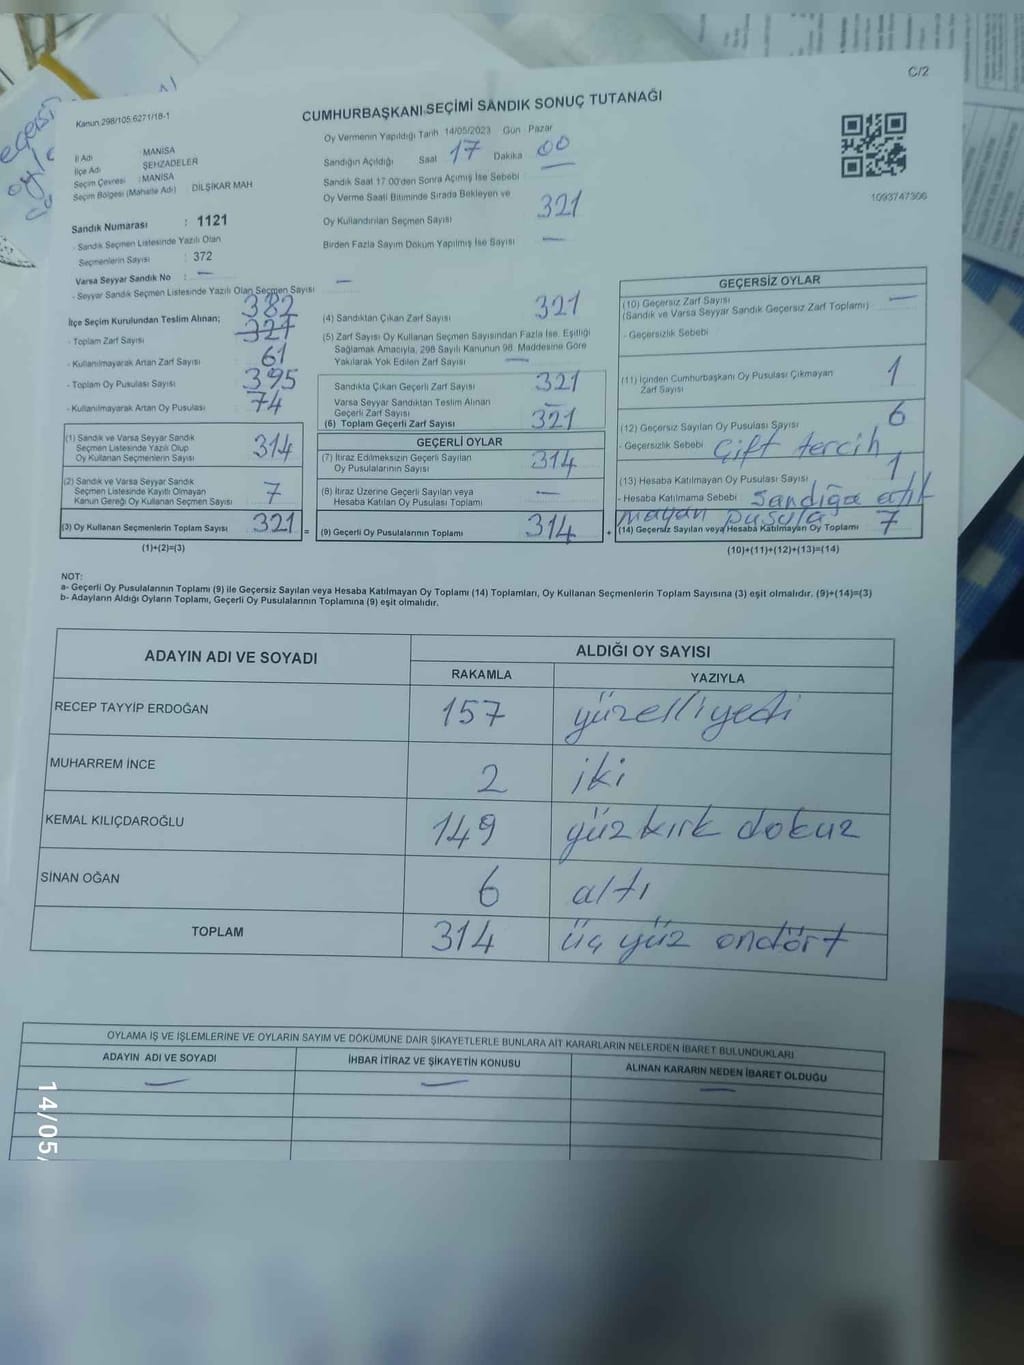 C/2
Kanun 298/105 6271/18-1
CUMHURBAŞKANI SEÇİMİ SANDIK SONUÇ TUTANAĞI
İl Adı : MANİSA
İlçe Adı : ŞEHZADELER
Seçim Çevresi : MANİSA
Seçim Bölgesi (Mahalle Adı) : DİLŞİKAR MAH
Sandık Numarası : 1121
- Sandık Seçmen Listesinde Yazılı Olan
Seçmenlerin Sayısı : 372
Varsa Seyyar Sandık No : —
- Seyyar Sandık Seçmen Listesinde Yazılı Olan Seçmen Sayısı —
Oy Vermenin Yapıldığı Tarih 14/05/2023 Gün : Pazar
Sandığın Açıldığı Saat 17 Dakika 00
Sandık Saat 17:00'den Sonra Açımış İse Sebebi —
Oy Verme Saati Bitiminde Sırada Bekleyen ve
Oy Kullandırılan Seçmen Sayısı 321
Birden Fazla Sayım Döküm Yapılmış İse Sayısı —
1093747306
İlçe Seçim Kurulundan Teslim Alınan; 382
- Toplam Zarf Sayısı 321
- Kullanılmayarak Artan Zarf Sayısı 61
- Toplam Oy Pusulası Sayısı 395
- Kullanılmayarak Artan Oy Pusulası 74
(4) Sandıktan Çıkan Zarf Sayısı 321
(5) Zarf Sayısı Oy Kullanan Seçmen Sayısından Fazla İse, Eşitliği
Sağlamak Amacıyla, 298 Sayılı Kanunun 98. Maddesine Göre
Yakılarak Yok Edilen Zarf Sayısı —
Sandıkta Çıkan Geçerli Zarf Sayısı 321
Varsa Seyyar Sandıktan Teslim Alınan
Geçerli Zarf Sayısı —
(6) Toplam Geçerli Zarf Sayısı 321
GEÇERSİZ OYLAR
(10) Geçersiz Zarf Sayısı —
(Sandık ve Varsa Seyyar Sandık Geçersiz Zarf Toplamı)
- Geçersizlik Sebebi
(11) İçinden Cumhurbaşkanı Oy Pusulası Çıkmayan
Zarf Sayısı 1
(12) Geçersiz Sayılan Oy Pusulası Sayısı 6
- Geçersizlik Sebebi Çift tercih
(13) Hesaba Katılmayan Oy Pusulası Sayısı 1
- Hesaba Katılmama Sebebi Sandığa atıl
mayan pusula
(14) Geçersiz Sayılan veya Hesaba Katılmayan Oy Toplamı 7
(10)+(11)+(12)+(13)=(14)
(1) Sandık ve Varsa Seyyar Sandık
Seçmen Listesinde Yazılı Olup
Oy Kullanan Seçmenlerin Sayısı 314
(2) Sandık ve Varsa Seyyar Sandık
Seçmen Listesinde Kayıtlı Olmayan
Kanun Gereği Oy Kullanan Seçmen Sayısı 7
(3) Oy Kullanan Seçmenlerin Toplam Sayısı 321 =
(1)+(2)=(3)
GEÇERLİ OYLAR
(7) İtiraz Edilmeksizin Geçerli Sayılan
Oy Pusulalarının Sayısı 314
(8) İtiraz Üzerine Geçerli Sayılan veya
Hesaba Katılan Oy Pusulası Toplamı —
(9) Geçerli Oy Pusulalarının Toplamı 314 +
NOT:
a- Geçerli Oy Pusulalarının Toplamı (9) ile Geçersiz Sayılan veya Hesaba Katılmayan Oy Toplamı (14) Toplamları, Oy Kullanan Seçmenlerin Toplam Sayısına (3) eşit olmalıdır. (9)+(14)=(3)
b- Adayların Aldığı Oyların Toplamı, Geçerli Oy Pusulalarının Toplamına (9) eşit olmalıdır.
ADAYIN ADI VE SOYADI ALDIĞI OY SAYISI
RAKAMLA YAZIYLA
RECEP TAYYİP ERDOĞAN 157 yüzelliyedi
MUHARREM İNCE 2 iki
KEMAL KILIÇDAROĞLU 149 yüz kırk dokuz
SİNAN OĞAN 6 altı
TOPLAM 314 üç yüz ondört
OYLAMA İŞ VE İŞLEMLERİNE VE OYLARIN SAYIM VE DÖKÜMÜNE DAİR ŞİKAYETLERLE BUNLARA AİT KARARLARIN NELERDEN İBARET BULUNDUKLARI
ADAYIN ADI VE SOYADI İHBAR İTİRAZ VE ŞİKAYETİN KONUSU ALINAN KARARIN NEDEN İBARET OLDUĞU
— — —
14/05/